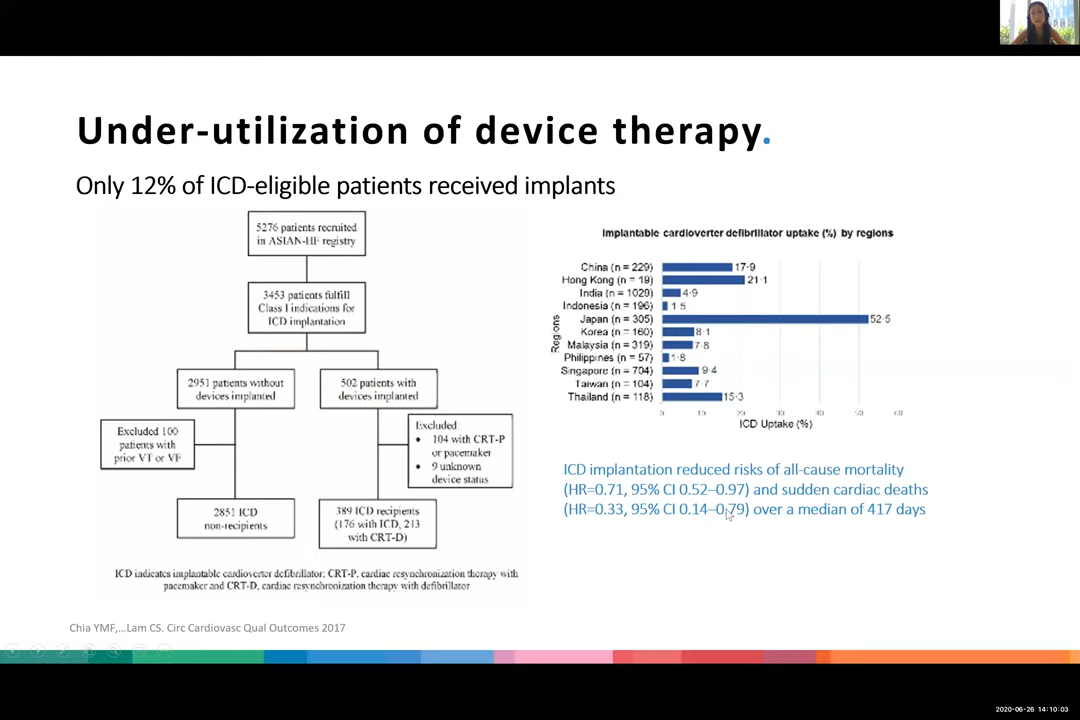 Under-utilization of device therapy.
Only 12% of ICD-eligible patients received implants
5276 patients recruited
in ASIAN-HF registry
3453 patients fulfill
Class I indications for
ICD implantation
2951 patients without
devices implanted
502 patients with
devices implanted
Excluded 100
patients with
prior VT or VF
Excluded
• 104 with CRT-P
or pacemaker
• 9 unknown
device status
2851 ICD
non-recipients
389 ICD recipients
(176 with ICD, 213
with CRT-D)
ICD indicates implantable cardioverter defibrillator; CRT-P, cardiac resynchronization therapy with
pacemaker and CRT-D, cardiac resynchronization therapy with defibrillator
Implantable cardioverter defibrillator uptake (%) by regions
Regions
China (n = 229) 17·9
Hong Kong (n = 19) 21·1
India (n = 1029) 4·9
Indonesia (n = 196) 1·5
Japan (n = 305) 52·5
Korea (n = 160) 8·1
Malaysia (n = 319) 7·8
Philippines (n = 57) 1·8
Singapore (n = 704) 9·4
Taiwan (n = 104) 7·7
Thailand (n = 118) 15·3
0 10 20 30 40 50 60
ICD Uptake (%)
ICD implantation reduced risks of all-cause mortality
(HR=0.71, 95% CI 0.52–0.97) and sudden cardiac deaths
(HR=0.33, 95% CI 0.14–0.79) over a median of 417 days
Chia YMF,...Lam CS. Circ Cardiovasc Qual Outcomes 2017
2020-06-26 14:10:03